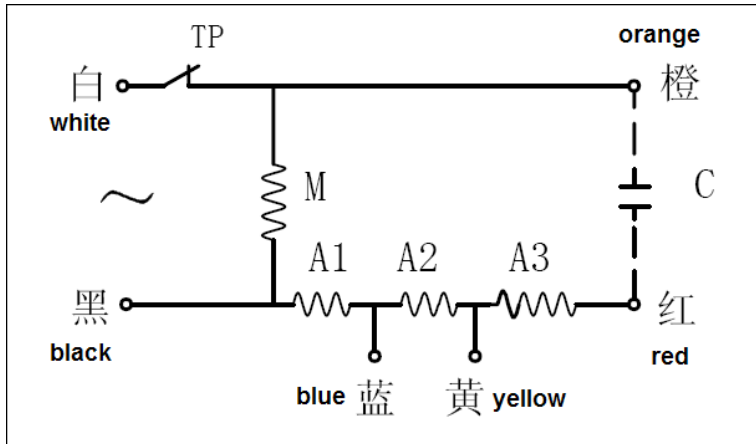 TP
orange
白
橙
white
M
C
A1
A2
A3
黑
红
black
red
blue 蓝
黄 yellow